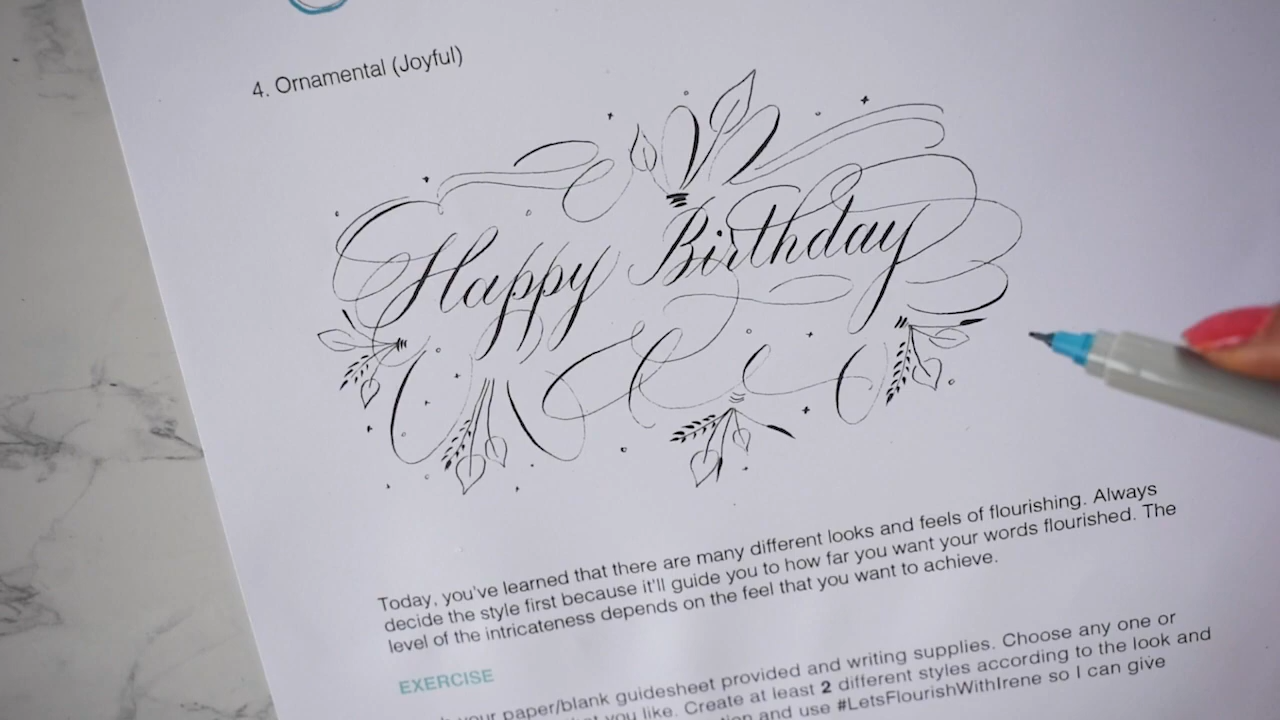 4. Ornamental (Joyful)
Happy Birthday
Today, you've learned that there are many different looks and feels of flourishing. Always
decide the style first because it'll guide you to how far you want your words flourished. The
level of the intricateness depends on the feel that you want to achieve.
EXERCISE
your paper/blank guidesheet provided and writing supplies. Choose any one or
you like. Create at least 2 different styles according to the look and
and use #LetsFlourishWithIrene so I can give